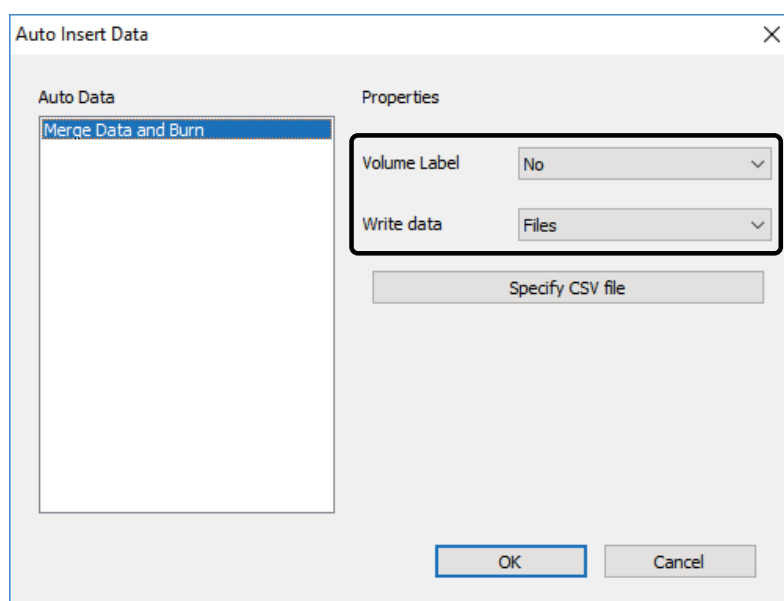 Auto Insert Data
Auto Data
Merge Data and Burn
Properties
Volume Label No
Write data Files
Specify CSV file
OK Cancel